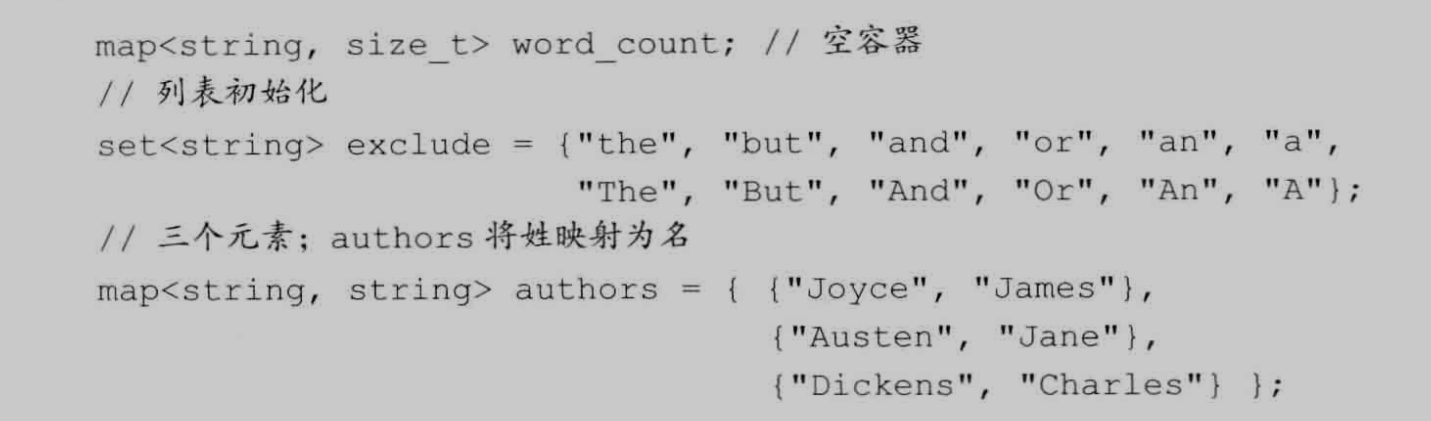 map<string, size_t> word_count; // 空容器
// 列表初始化
set<string> exclude = {"the", "but", "and", "or", "an", "a",
"The", "But", "And", "Or", "An", "A"};
// 三个元素; authors 将姓映射为名
map<string, string> authors = { {"Joyce", "James"},
{"Austen", "Jane"},
{"Dickens", "Charles"} };